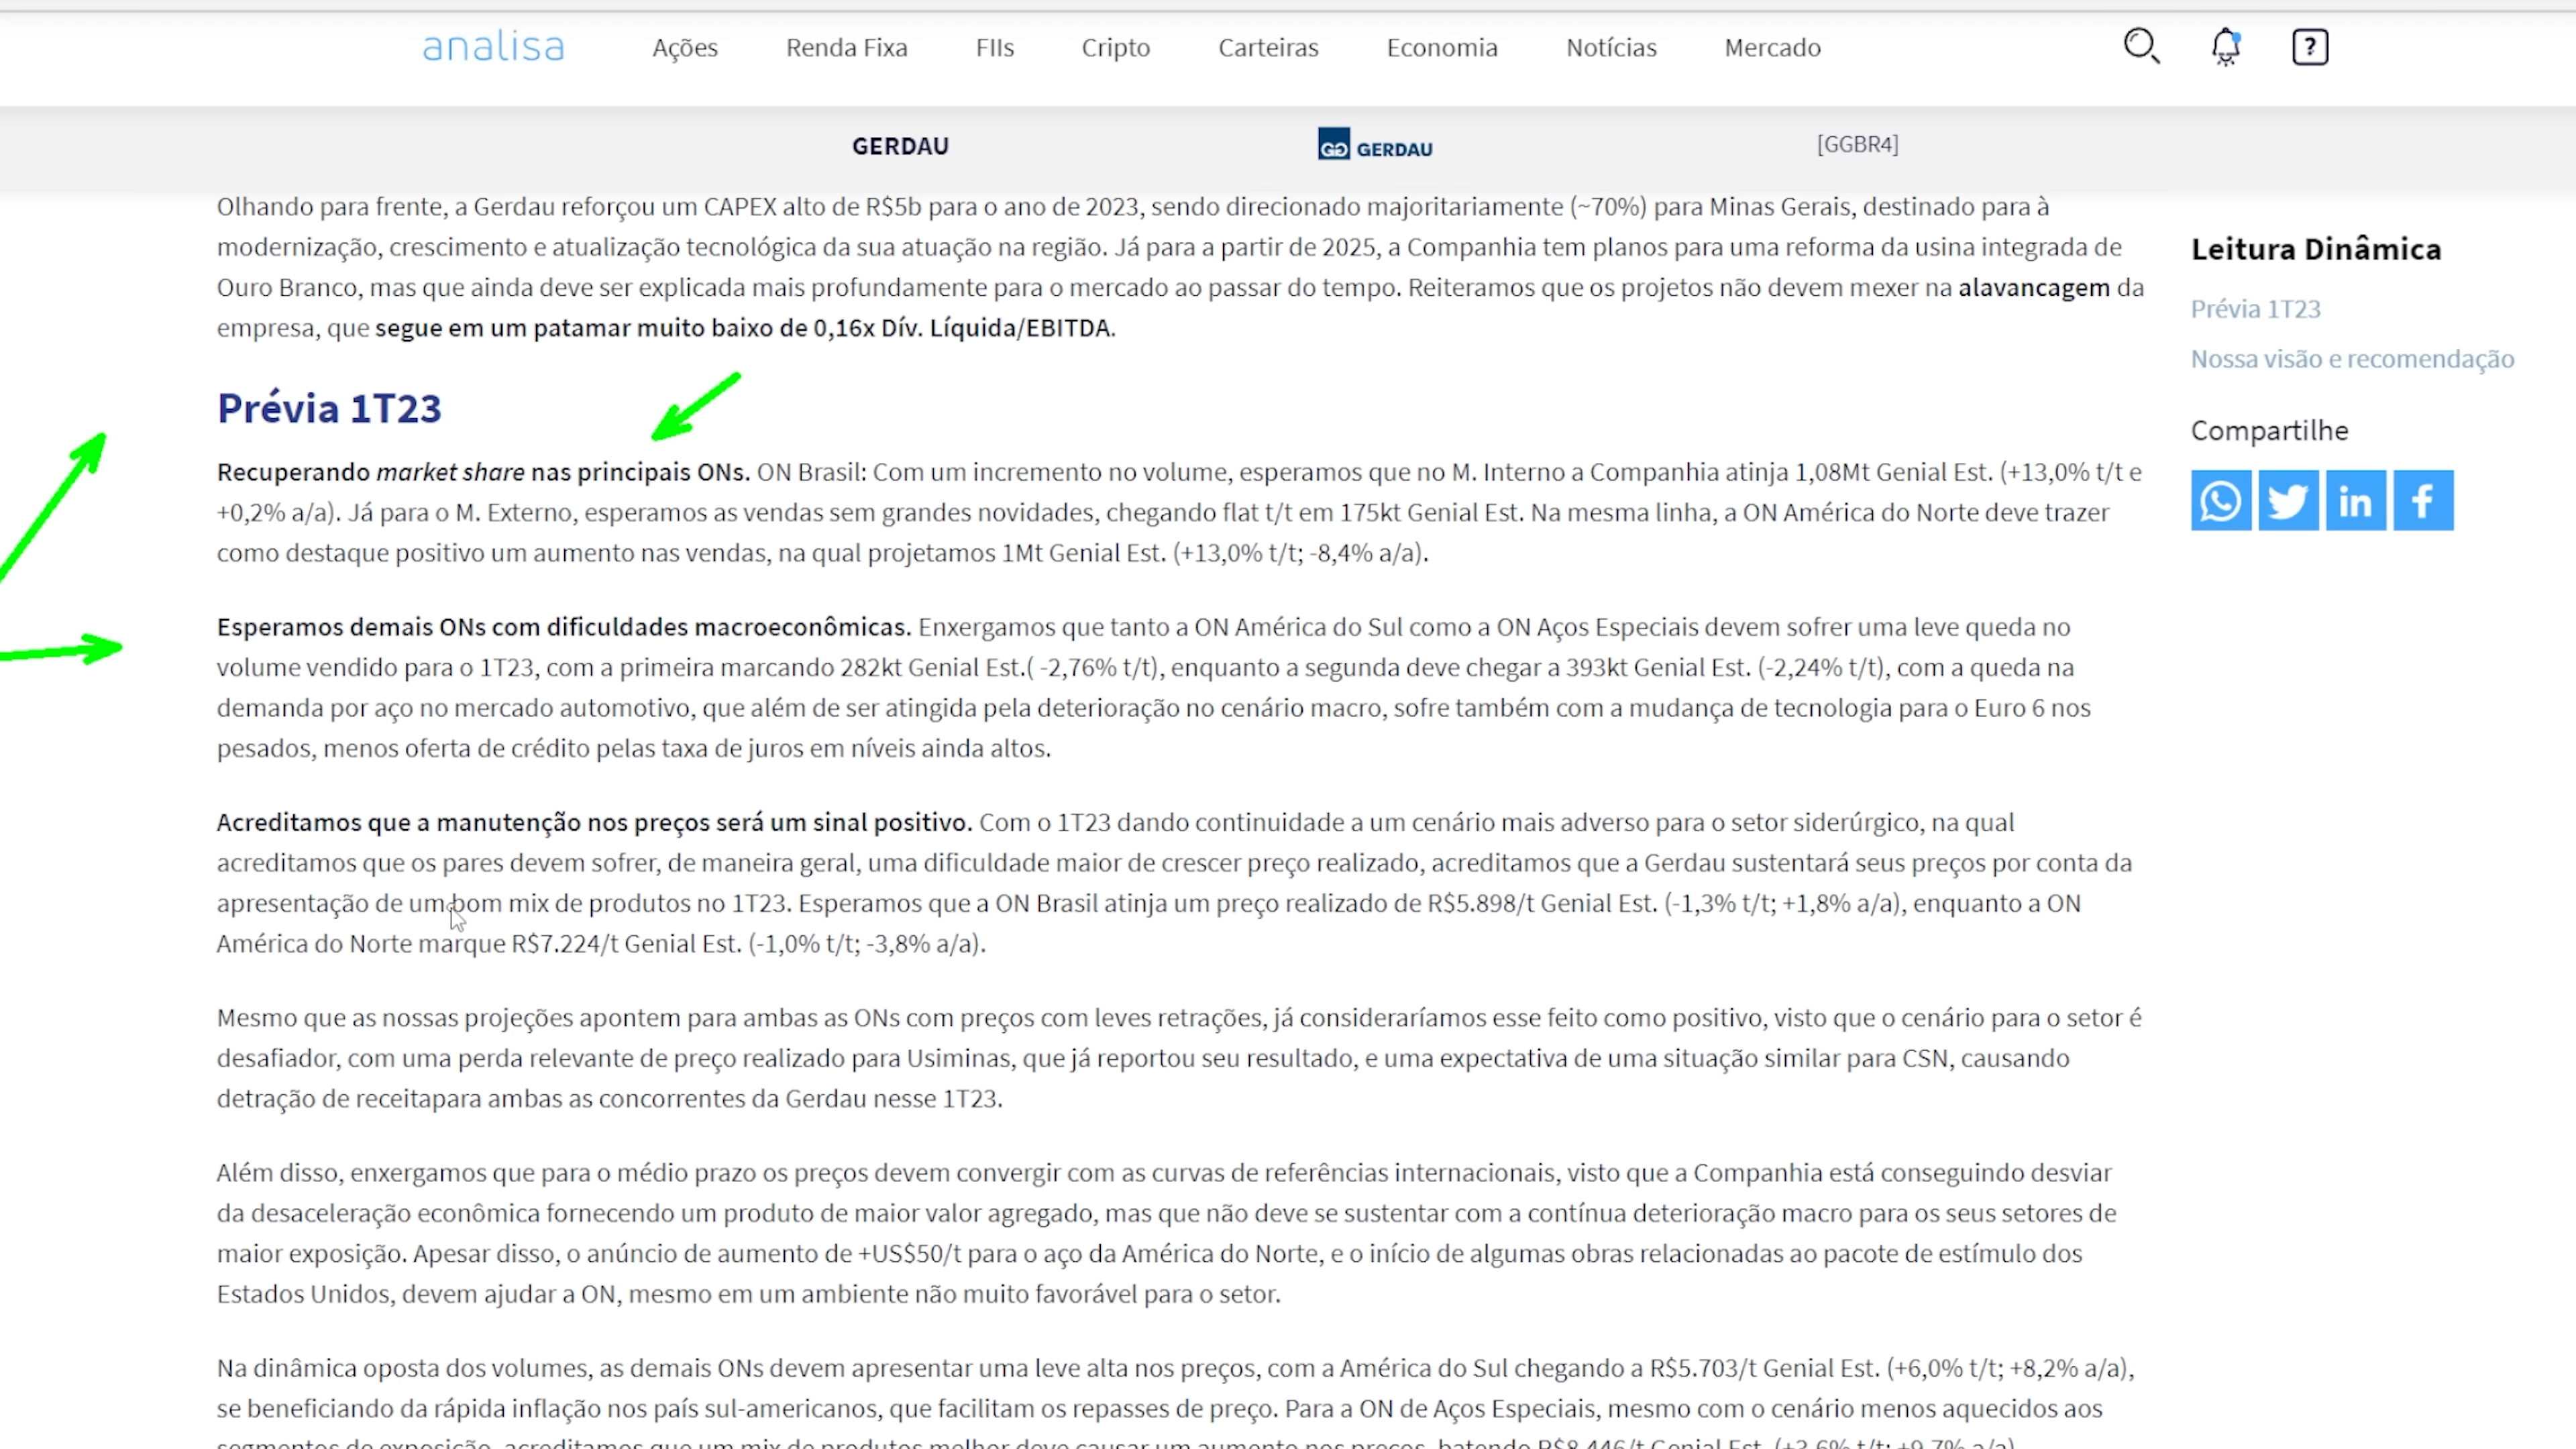 analisa
Ações Renda Fixa FIIs Cripto Carteiras Economia Notícias Mercado
?
GERDAU GERDAU [GGBR4]
Olhando para frente, a Gerdau reforçou um CAPEX alto de R$5b para o ano de 2023, sendo direcionado majoritariamente (~70%) para Minas Gerais, destinado para à
modernização, crescimento e atualização tecnológica da sua atuação na região. Já para a partir de 2025, a Companhia tem planos para uma reforma da usina integrada de
Ouro Branco, mas que ainda deve ser explicada mais profundamente para o mercado ao passar do tempo. Reiteramos que os projetos não devem mexer na alavancagem da
empresa, que segue em um patamar muito baixo de 0,16x Dív. Líquida/EBITDA.
Prévia 1T23
Recuperando market share nas principais ONs. ON Brasil: Com um incremento no volume, esperamos que no M. Interno a Companhia atinja 1,08Mt Genial Est. (+13,0% t/t e
+0,2% a/a). Já para o M. Externo, esperamos as vendas sem grandes novidades, chegando flat t/t em 175kt Genial Est. Na mesma linha, a ON América do Norte deve trazer
como destaque positivo um aumento nas vendas, na qual projetamos 1Mt Genial Est. (+13,0% t/t; -8,4% a/a).
Esperamos demais ONs com dificuldades macroeconômicas. Enxergamos que tanto a ON América do Sul como a ON Aços Especiais devem sofrer uma leve queda no
volume vendido para o 1T23, com a primeira marcando 282kt Genial Est.( -2,76% t/t), enquanto a segunda deve chegar a 393kt Genial Est. (-2,24% t/t), com a queda na
demanda por aço no mercado automotivo, que além de ser atingida pela deterioração no cenário macro, sofre também com a mudança de tecnologia para o Euro 6 nos
pesados, menos oferta de crédito pelas taxa de juros em níveis ainda altos.
Acreditamos que a manutenção nos preços será um sinal positivo. Com o 1T23 dando continuidade a um cenário mais adverso para o setor siderúrgico, na qual
acreditamos que os pares devem sofrer, de maneira geral, uma dificuldade maior de crescer preço realizado, acreditamos que a Gerdau sustentará seus preços por conta da
apresentação de um bom mix de produtos no 1T23. Esperamos que a ON Brasil atinja um preço realizado de R$5.898/t Genial Est. (-1,3% t/t; +1,8% a/a), enquanto a ON
América do Norte marque R$7.224/t Genial Est. (-1,0% t/t; -3,8% a/a).
Mesmo que as nossas projeções apontem para ambas as ONs com preços com leves retrações, já consideraríamos esse feito como positivo, visto que o cenário para o setor é
desafiador, com uma perda relevante de preço realizado para Usiminas, que já reportou seu resultado, e uma expectativa de uma situação similar para CSN, causando
detração de receitapara ambas as concorrentes da Gerdau nesse 1T23.
Além disso, enxergamos que para o médio prazo os preços devem convergir com as curvas de referências internacionais, visto que a Companhia está conseguindo desviar
da desaceleração econômica fornecendo um produto de maior valor agregado, mas que não deve se sustentar com a contínua deterioração macro para os seus setores de
maior exposição. Apesar disso, o anúncio de aumento de +US$50/t para o aço da América do Norte, e o início de algumas obras relacionadas ao pacote de estímulo dos
Estados Unidos, devem ajudar a ON, mesmo em um ambiente não muito favorável para o setor.
Na dinâmica oposta dos volumes, as demais ONs devem apresentar uma leve alta nos preços, com a América do Sul chegando a R$5.703/t Genial Est. (+6,0% t/t; +8,2% a/a),
se beneficiando da rápida inflação nos país sul-americanos, que facilitam os repasses de preço. Para a ON de Aços Especiais, mesmo com o cenário menos aquecidos aos
segmentos de exposição, acreditamos que um mix de produtos melhor deve causar um aumento nos preços, batendo R$8.446/t Genial Est. (+3,6% t/t; +9,7% a/a)
Leitura Dinâmica
Prévia 1T23
Nossa visão e recomendação
Compartilhe